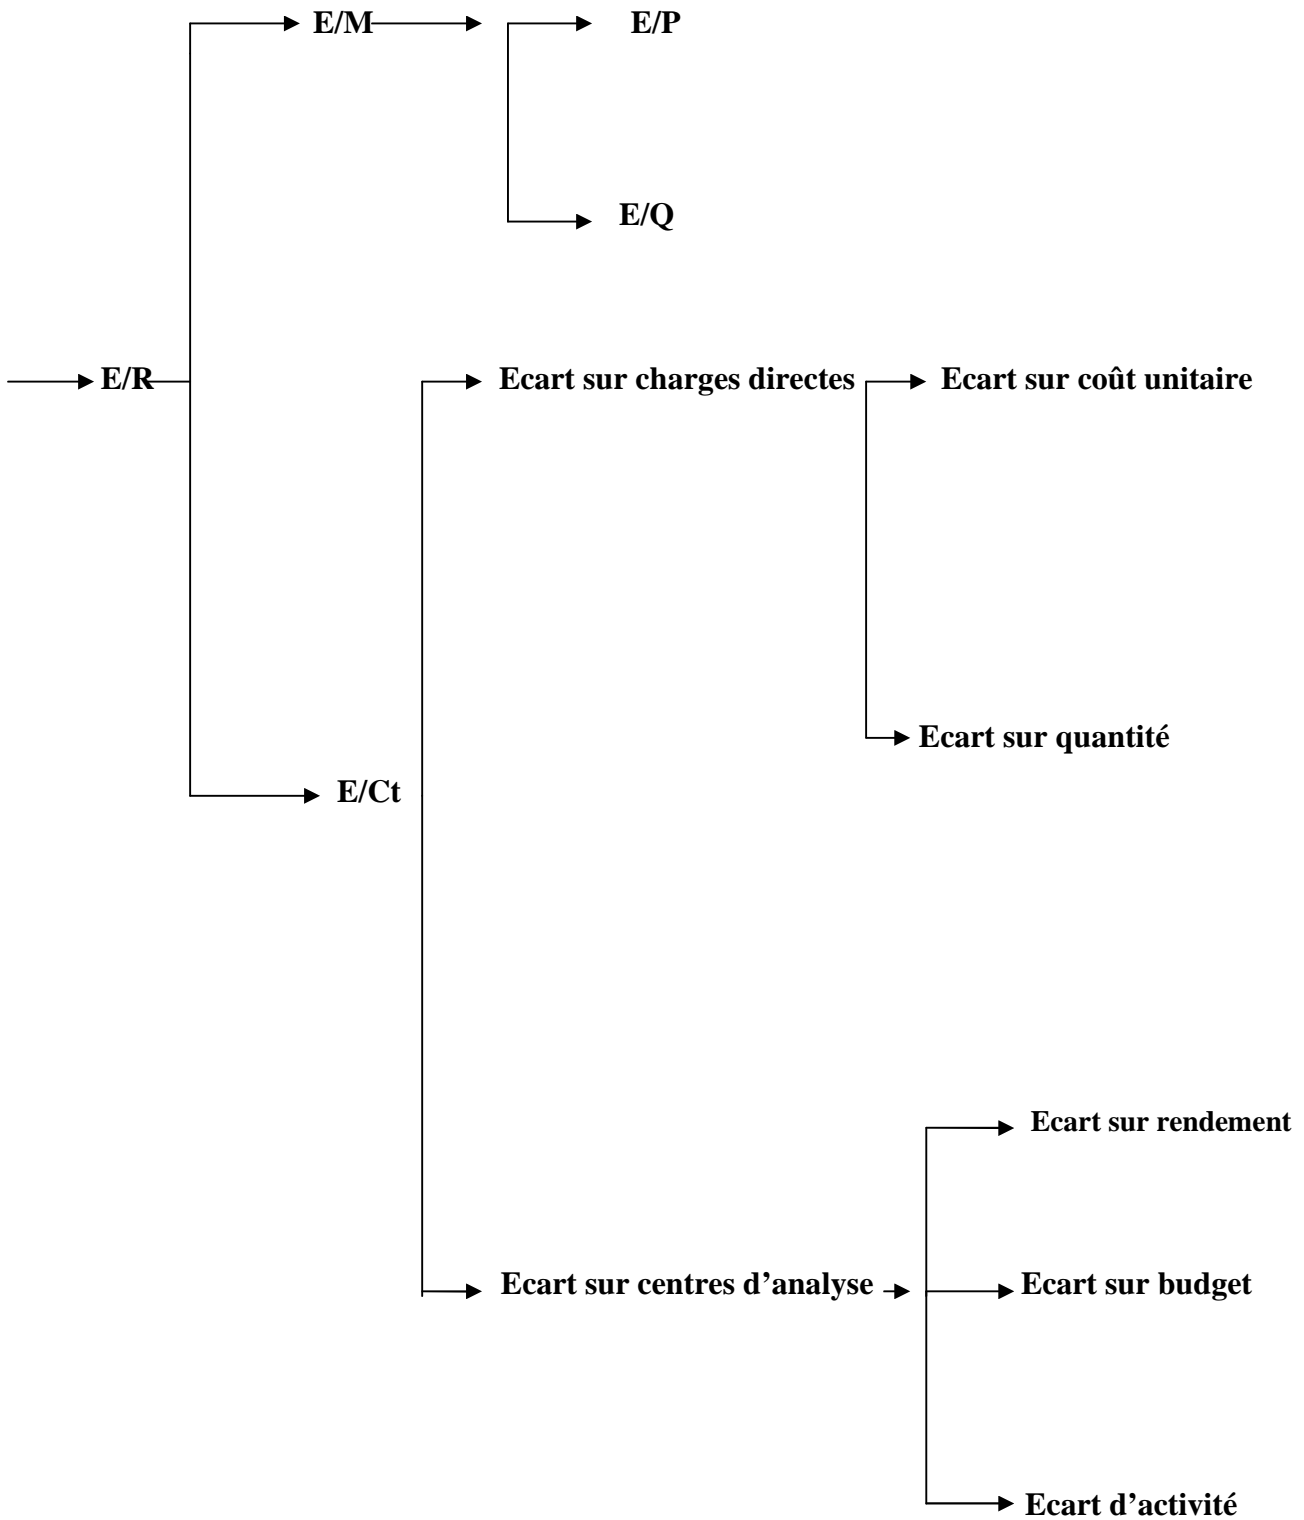 E/M
E/P
E/Q
E/R
Ecart sur charges directes
Ecart sur coût unitaire
Ecart sur quantité
E/Ct
Ecart sur rendement
Ecart sur centres d’analyse
Ecart sur budget
Ecart d’activité